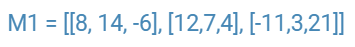 M1 = [[8, 14, -6], [12,7,4], [-11,3,21]]